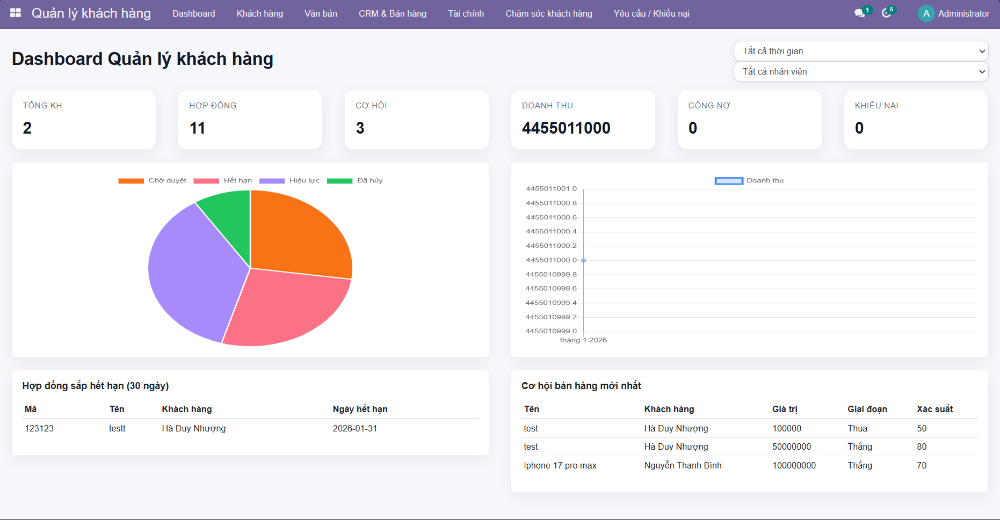 Quản lý khách hàng Dashboard Khách hàng Văn bản CRM & Bán hàng Tài chính Chăm sóc khách hàng Yêu cầu / Khiếu nại 1 5 A Administrator
Dashboard Quản lý khách hàng
Tất cả thời gian
Tất cả nhân viên
TỔNG KH
2
HỢP ĐỒNG
11
CƠ HỘI
3
DOANH THU
4455011000
CÔNG NỢ
0
KHIẾU NẠI
0
Chờ duyệt Hết hạn Hiệu lực Đã hủy
Doanh thu
4455011001.0
4455011000.8
4455011000.6
4455011000.4
4455011000.2
4455011000.0
4455010999.8
4455010999.6
4455010999.4
4455010999.2
4455010999.0
tháng 1 2026
Hợp đồng sắp hết hạn (30 ngày)
Mã Tên Khách hàng Ngày hết hạn
123123 testt Hà Duy Nhượng 2026-01-31
Cơ hội bán hàng mới nhất
Tên Khách hàng Giá trị Giai đoạn Xác suất
test Hà Duy Nhượng 100000 Thua 50
test Hà Duy Nhượng 50000000 Thắng 80
Iphone 17 pro max Nguyễn Thanh Bình 100000000 Thắng 70